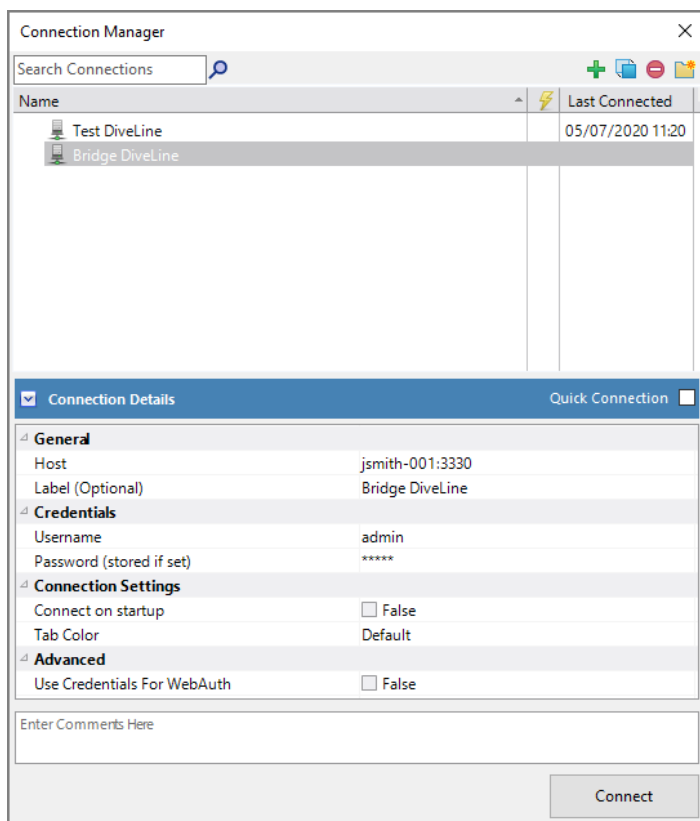 Connection Manager
Search Connections
Name Last Connected
Test DiveLine 05/07/2020 11:20
Bridge DiveLine
Connection Details Quick Connection
General
Host jsmith-001:3330
Label (Optional) Bridge DiveLine
Credentials
Username admin
Password (stored if set) *****
Connection Settings
Connect on startup False
Tab Color Default
Advanced
Use Credentials For WebAuth False
Enter Comments Here
Connect